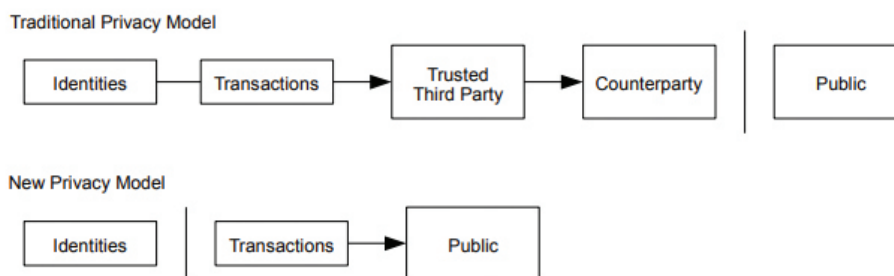 Traditional Privacy Model
Identities
Transactions
Trusted
Third Party
Counterparty
Public
New Privacy Model
Identities
Transactions
Public